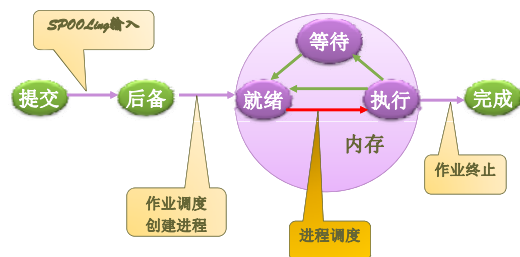 SPOOLing输入
等待
提交
后备
就绪
执行
完成
内存
作业调度
创建进程
进程调度
作业终止